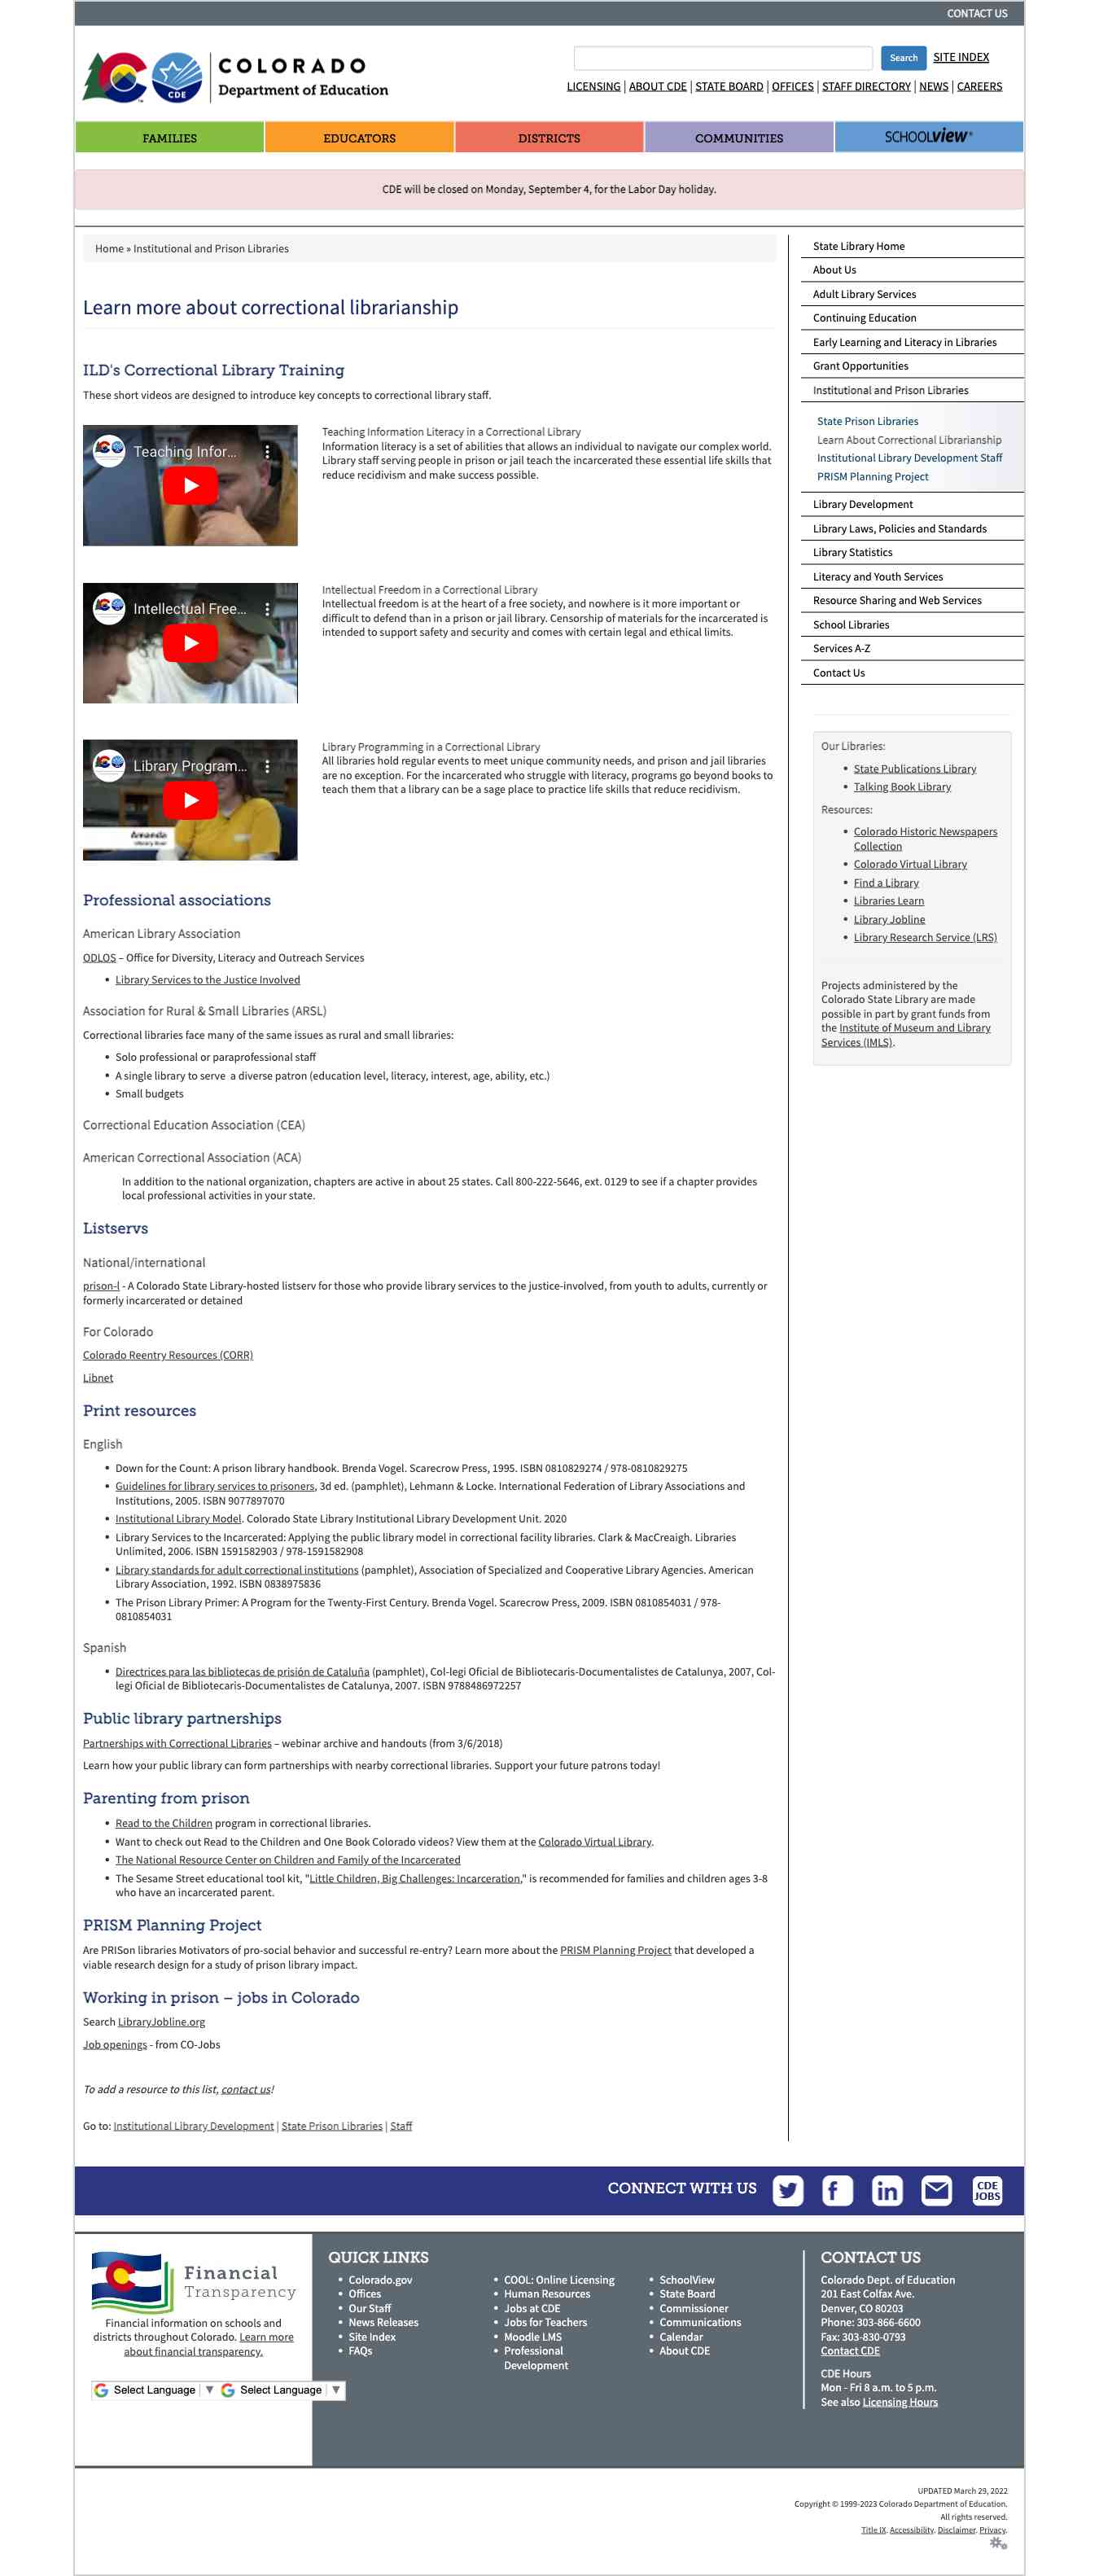 CONTACT US
COLORADO
Department of Education
CDE
Search
SITE INDEX
LICENSING | ABOUT CDE | STATE BOARD | OFFICES | STAFF DIRECTORY | NEWS | CAREERS
FAMILIES
EDUCATORS
DISTRICTS
COMMUNITIES
SCHOOLVIEW®
CDE will be closed on Monday, September 4, for the Labor Day holiday.
Home » Institutional and Prison Libraries
Learn more about correctional librarianship
ILD's Correctional Library Training
These short videos are designed to introduce key concepts to correctional library staff.
Teaching Infor...
Teaching Information Literacy in a Correctional Library
Information literacy is a set of abilities that allows an individual to navigate our complex world.
Library staff serving people in prison or jail teach the incarcerated these essential life skills that
reduce recidivism and make success possible.
Intellectual Free...
Intellectual Freedom in a Correctional Library
Intellectual freedom is at the heart of a free society, and nowhere is it more important or
difficult to defend than in a prison or jail library. Censorship of materials for the incarcerated is
intended to support safety and security and comes with certain legal and ethical limits.
Library Program...
Amanda
Library Programming in a Correctional Library
All libraries hold regular events to meet unique community needs, and prison and jail libraries
are no exception. For the incarcerated who struggle with literacy, programs go beyond books to
teach them that a library can be a sage place to practice life skills that reduce recidivism.
Professional associations
American Library Association
ODLOS – Office for Diversity, Literacy and Outreach Services
• Library Services to the Justice Involved
Association for Rural & Small Libraries (ARSL)
Correctional libraries face many of the same issues as rural and small libraries:
• Solo professional or paraprofessional staff
• A single library to serve a diverse patron (education level, literacy, interest, age, ability, etc.)
• Small budgets
Correctional Education Association (CEA)
American Correctional Association (ACA)
In addition to the national organization, chapters are active in about 25 states. Call 800-222-5646, ext. 0129 to see if a chapter provides
local professional activities in your state.
Listservs
National/international
prison-l - A Colorado State Library-hosted listserv for those who provide library services to the justice-involved, from youth to adults, currently or
formerly incarcerated or detained
For Colorado
Colorado Reentry Resources (CORR)
Libnet
Print resources
English
• Down for the Count: A prison library handbook. Brenda Vogel. Scarecrow Press, 1995. ISBN 0810829274 / 978-0810829275
• Guidelines for library services to prisoners, 3d ed. (pamphlet), Lehmann & Locke. International Federation of Library Associations and
Institutions, 2005. ISBN 9077897070
• Institutional Library Model. Colorado State Library Institutional Library Development Unit. 2020
• Library Services to the Incarcerated: Applying the public library model in correctional facility libraries. Clark & MacCreaigh. Libraries
Unlimited, 2006. ISBN 1591582903 / 978-1591582908
• Library standards for adult correctional institutions (pamphlet), Association of Specialized and Cooperative Library Agencies. American
Library Association, 1992. ISBN 0838975836
• The Prison Library Primer: A Program for the Twenty-First Century. Brenda Vogel. Scarecrow Press, 2009. ISBN 0810854031 / 978-
0810854031
Spanish
• Directrices para las bibliotecas de prisión de Cataluña (pamphlet), Col-legi Oficial de Bibliotecaris-Documentalistes de Catalunya, 2007, Col-
legi Oficial de Bibliotecaris-Documentalistes de Catalunya, 2007. ISBN 9788486972257
Public library partnerships
Partnerships with Correctional Libraries – webinar archive and handouts (from 3/6/2018)
Learn how your public library can form partnerships with nearby correctional libraries. Support your future patrons today!
Parenting from prison
• Read to the Children program in correctional libraries.
• Want to check out Read to the Children and One Book Colorado videos? View them at the Colorado Virtual Library.
• The National Resource Center on Children and Family of the Incarcerated
• The Sesame Street educational tool kit, "Little Children, Big Challenges: Incarceration," is recommended for families and children ages 3-8
who have an incarcerated parent.
PRISM Planning Project
Are PRISon libraries Motivators of pro-social behavior and successful re-entry? Learn more about the PRISM Planning Project that developed a
viable research design for a study of prison library impact.
Working in prison – jobs in Colorado
Search LibraryJobline.org
Job openings - from CO-Jobs
To add a resource to this list, contact us!
Go to: Institutional Library Development | State Prison Libraries | Staff
State Library Home
About Us
Adult Library Services
Continuing Education
Early Learning and Literacy in Libraries
Grant Opportunities
Institutional and Prison Libraries
State Prison Libraries
Learn About Correctional Librarianship
Institutional Library Development Staff
PRISM Planning Project
Library Development
Library Laws, Policies and Standards
Library Statistics
Literacy and Youth Services
Resource Sharing and Web Services
School Libraries
Services A-Z
Contact Us
Our Libraries:
• State Publications Library
• Talking Book Library
Resources:
• Colorado Historic Newspapers
Collection
• Colorado Virtual Library
• Find a Library
• Libraries Learn
• Library Jobline
• Library Research Service (LRS)
Projects administered by the
Colorado State Library are made
possible in part by grant funds from
the Institute of Museum and Library
Services (IMLS).
CONNECT WITH US
CDE
JOBS
Financial
Transparency
Financial information on schools and
districts throughout Colorado. Learn more
about financial transparency.
Select Language ▼
Select Language ▼
QUICK LINKS
• Colorado.gov
• Offices
• Our Staff
• News Releases
• Site Index
• FAQs
• COOL: Online Licensing
• Human Resources
• Jobs at CDE
• Jobs for Teachers
• Moodle LMS
• Professional
Development
• SchoolView
• State Board
• Commissioner
• Communications
• Calendar
• About CDE
CONTACT US
Colorado Dept. of Education
201 East Colfax Ave.
Denver, CO 80203
Phone: 303-866-6600
Fax: 303-830-0793
Contact CDE
CDE Hours
Mon - Fri 8 a.m. to 5 p.m.
See also Licensing Hours
UPDATED March 29, 2022
Copyright © 1999-2023 Colorado Department of Education.
All rights reserved.
Title IX. Accessibility. Disclaimer. Privacy.